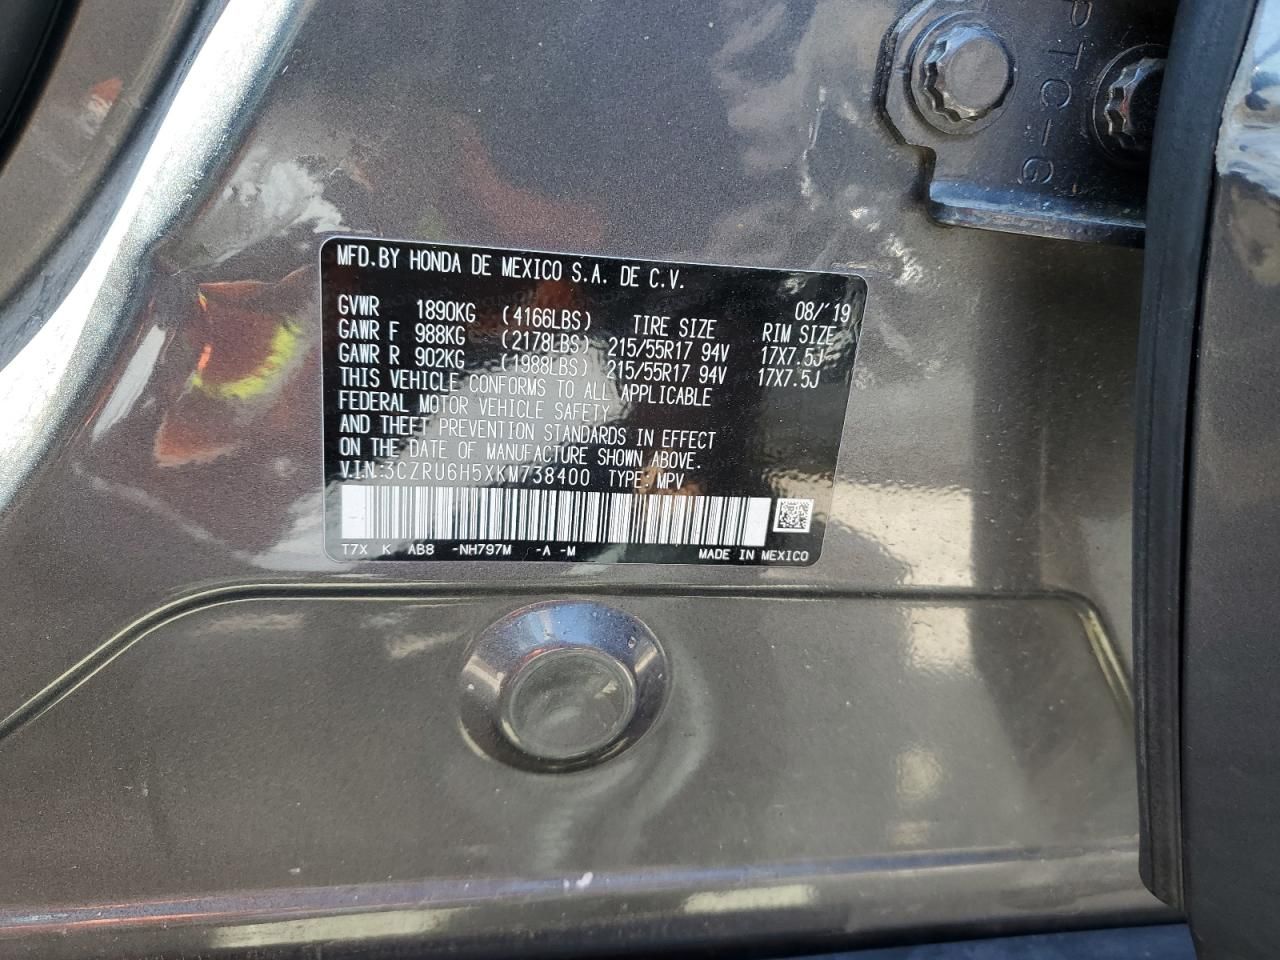 PTC-G
MFD.BY HONDA DE MEXICO S.A. DE C.V.
08/'19
GVWR 1890KG (4166LBS) TIRE SIZE RIM SIZE
GAWR F 988KG (2178LBS) 215/55R17 94V 17X7.5J
GAWR R 902KG (1988LBS) 215/55R17 94V 17X7.5J
THIS VEHICLE CONFORMS TO ALL APPLICABLE
FEDERAL MOTOR VEHICLE SAFETY
AND THEFT PREVENTION STANDARDS IN EFFECT
ON THE DATE OF MANUFACTURE SHOWN ABOVE.
V.I.N:3CZRU6H5XKM738400 TYPE: MPV
T7X K AB8 -NH797M -A -M MADE IN MEXICO